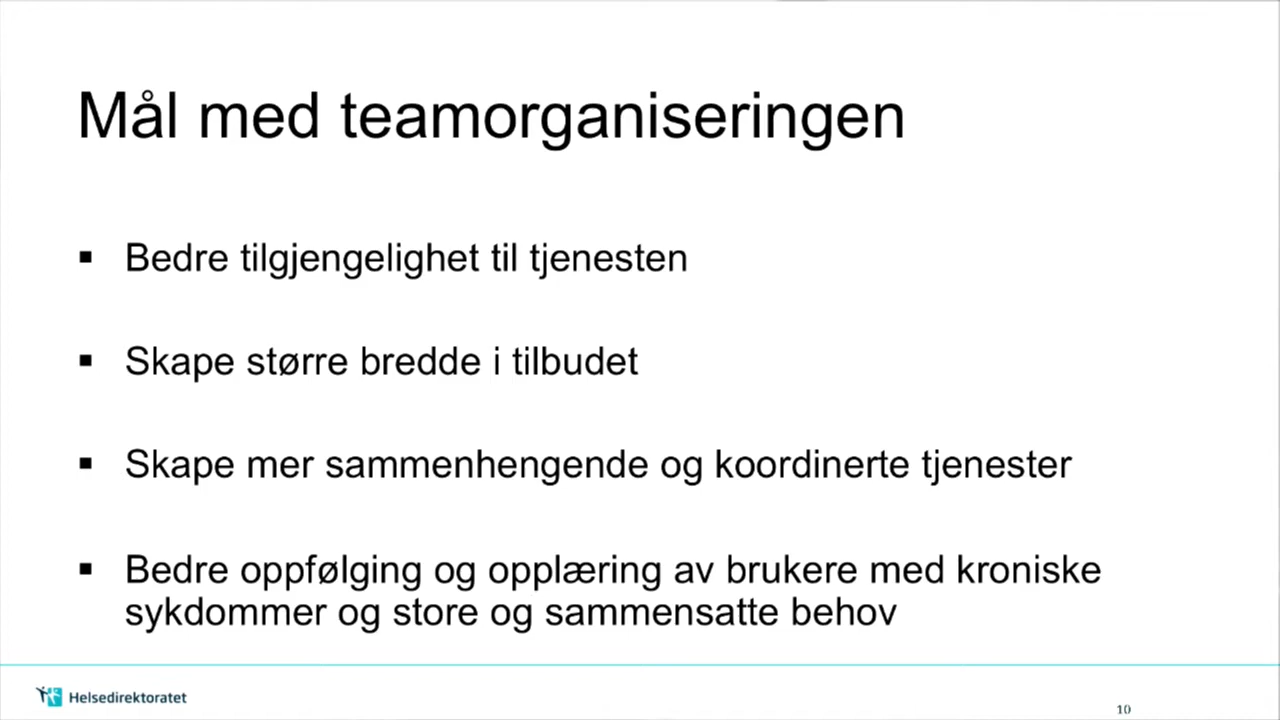 Mål med teamorganiseringen
▪ Bedre tilgjengelighet til tjenesten
▪ Skape større bredde i tilbudet
▪ Skape mer sammenhengende og koordinerte tjenester
▪ Bedre oppfølging og opplæring av brukere med kroniske
sykdommer og store og sammensatte behov
Helsedirektoratet
10